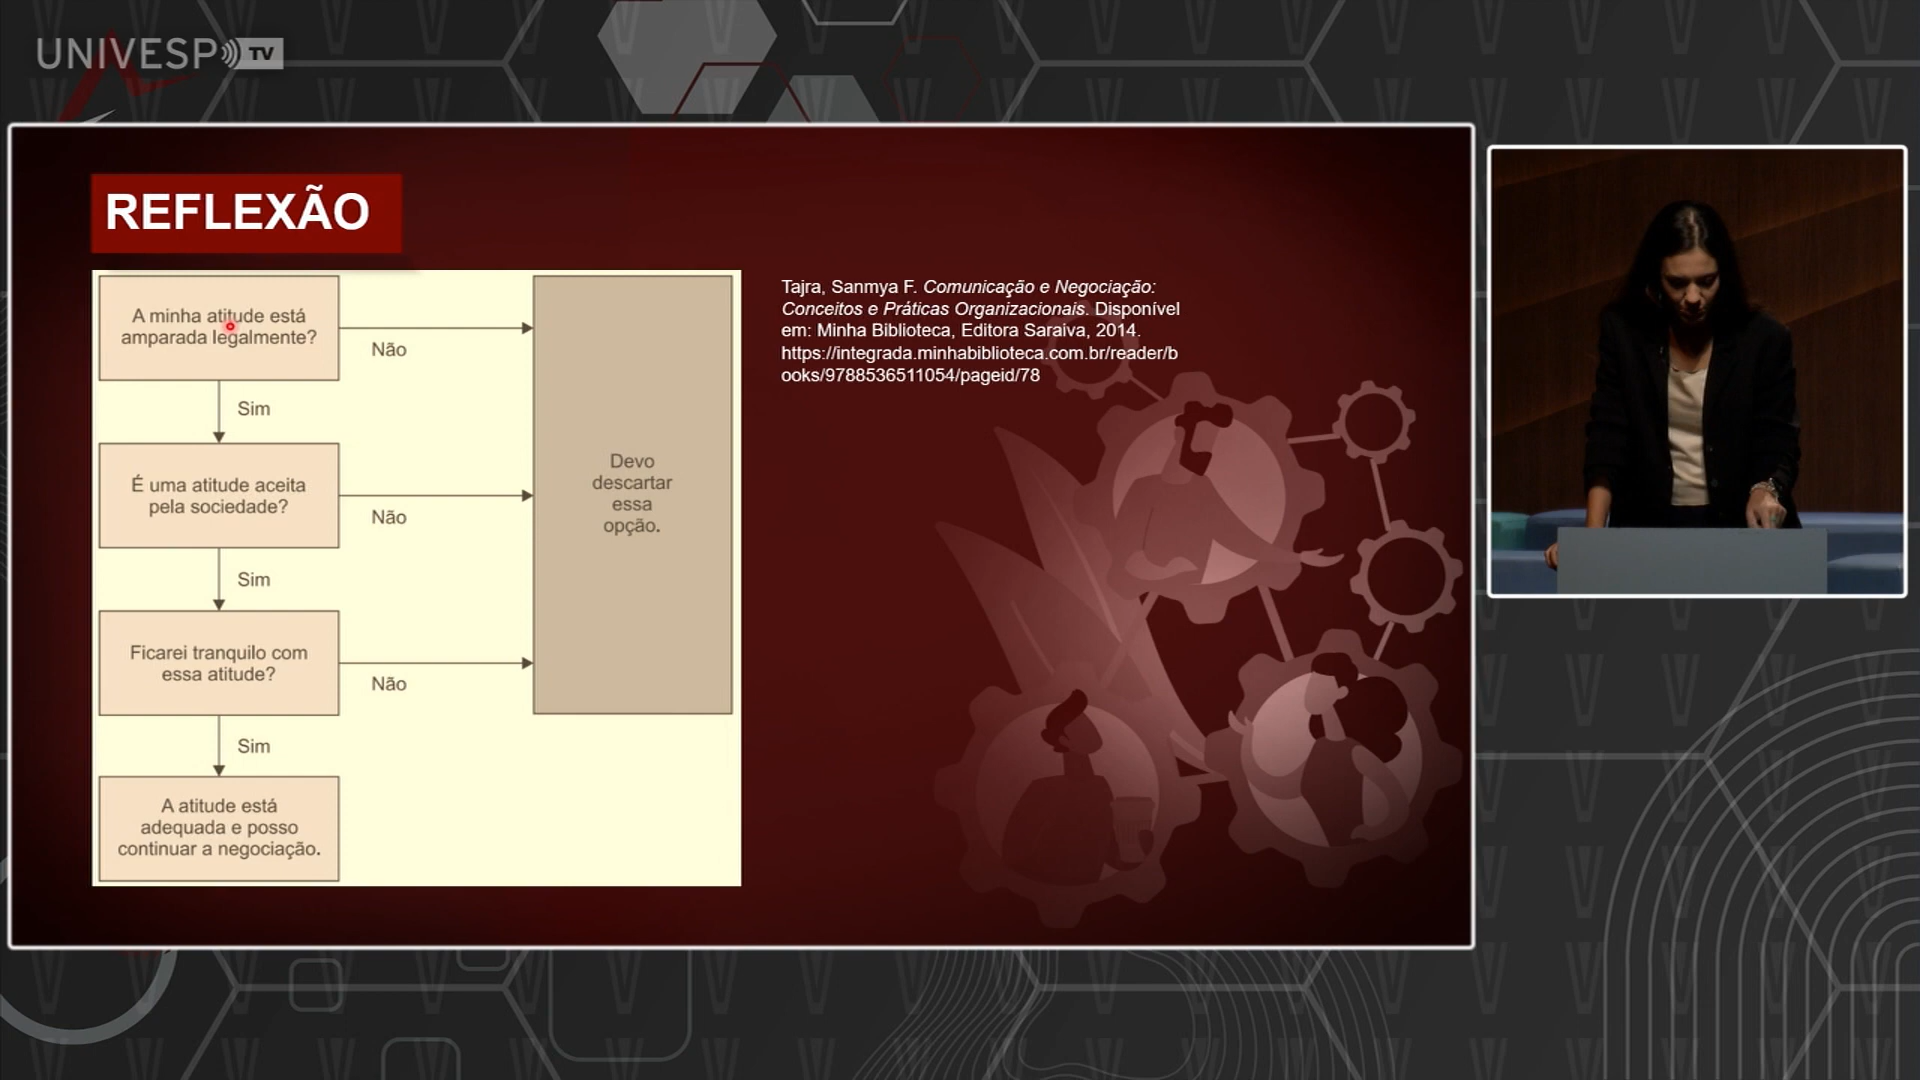 UNIVESP TV
REFLEXÃO
A minha atitude está
amparada legalmente?
Não
Sim
É uma atitude aceita
pela sociedade?
Não
Sim
Ficarei tranquilo com
essa atitude?
Não
Sim
A atitude está
adequada e posso
continuar a negociação.
Devo
descartar
essa
opção.
Tajra, Sanmya F. Comunicação e Negociação:
Conceitos e Práticas Organizacionais. Disponível
em: Minha Biblioteca, Editora Saraiva, 2014.
https://integrada.minhabiblioteca.com.br/reader/b
ooks/9788536511054/pageid/78